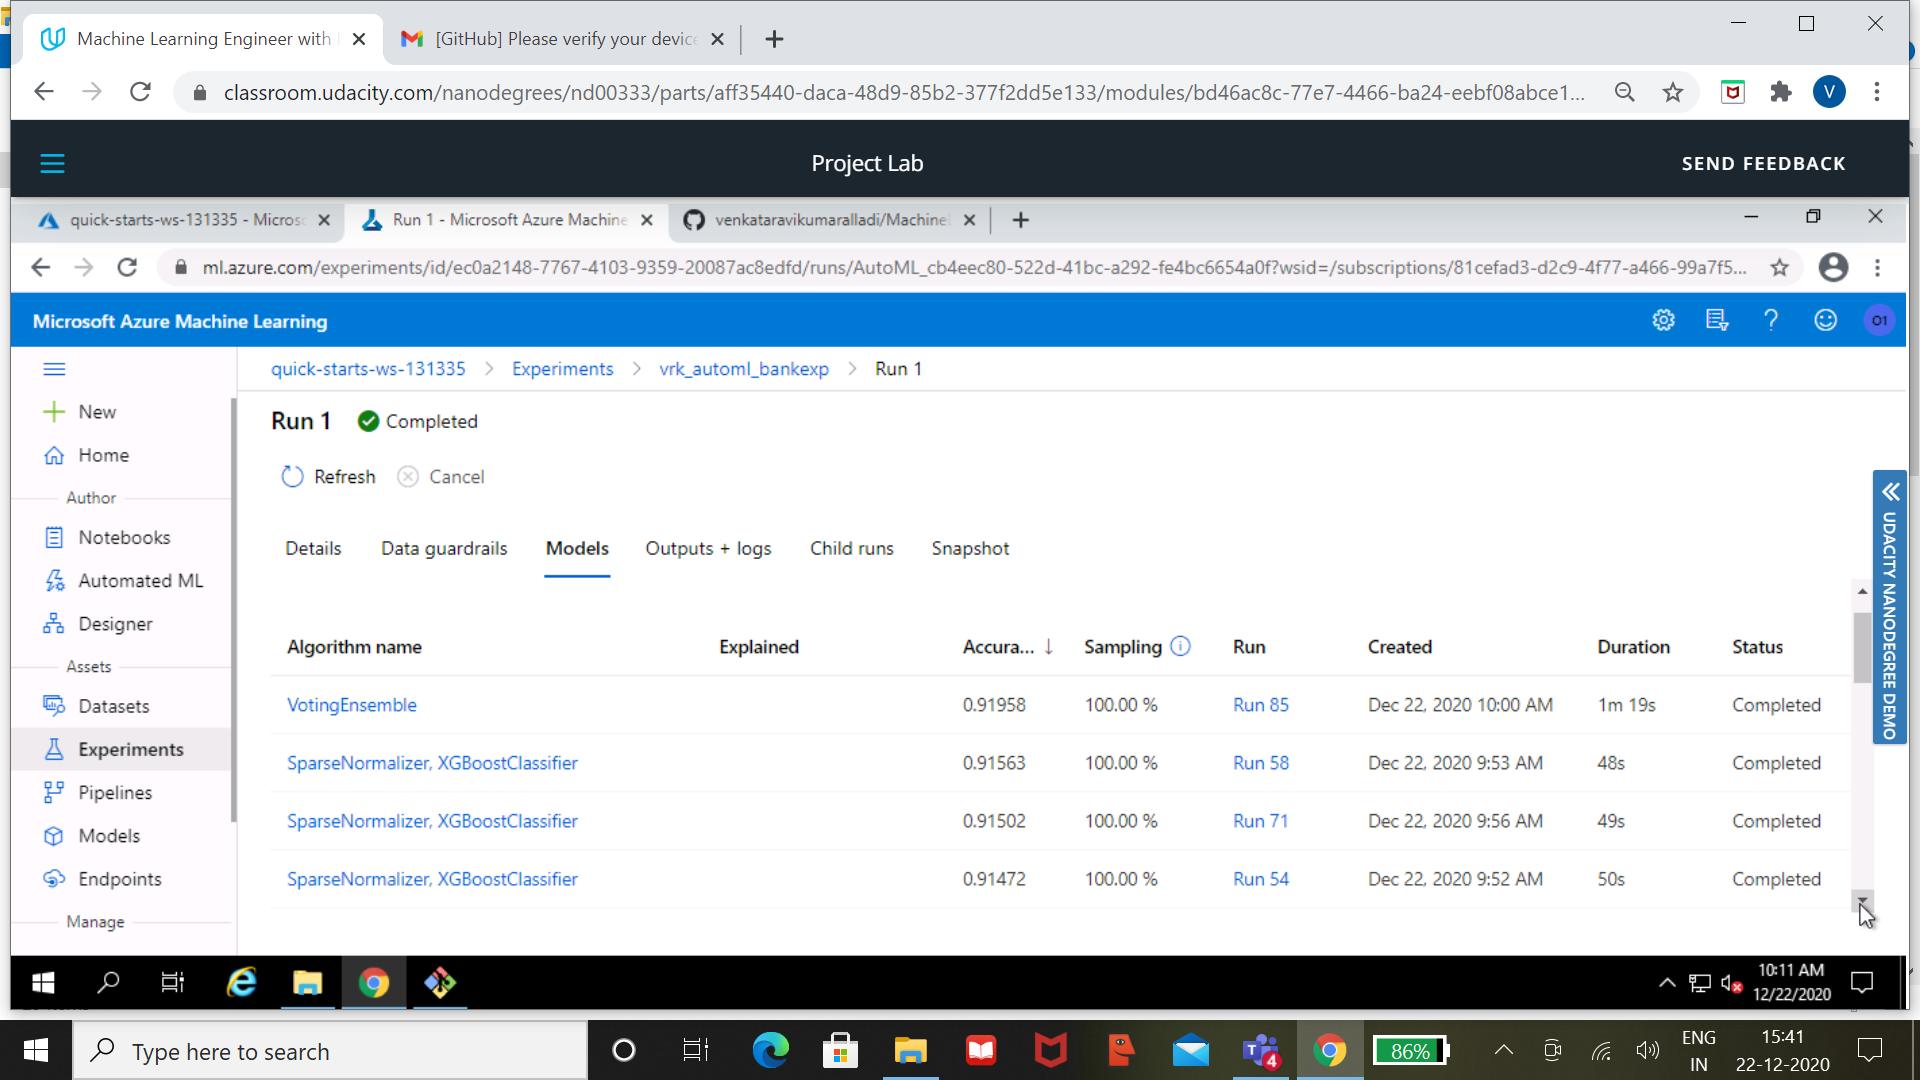 Machine Learning Engineer with
[GitHub] Please verify your device
classroom.udacity.com/nanodegrees/nd00333/parts/aff35440-daca-48d9-85b2-377f2dd5e133/modules/bd46ac8c-77e7-4466-ba24-eebf08abce1...
V
Project Lab
SEND FEEDBACK
quick-starts-ws-131335 - Micros
Run 1 - Microsoft Azure Machine
venkataravikumaralladi/Machine
ml.azure.com/experiments/id/ec0a2148-7767-4103-9359-20087ac8edfd/runs/AutoML_cb4eec80-522d-41bc-a292-fe4bc6654a0f?wsid=/subscriptions/81cefad3-d2c9-4f77-a466-99a7f5...
Microsoft Azure Machine Learning
O1
quick-starts-ws-131335 > Experiments > vrk_automl_bankexp > Run 1
New
Home
Author
Notebooks
Automated ML
Designer
Assets
Datasets
Experiments
Pipelines
Models
Endpoints
Manage
Run 1 Completed
Refresh Cancel
Details Data guardrails Models Outputs + logs Child runs Snapshot
Algorithm name Explained Accura... ↓ Sampling Run Created Duration Status
VotingEnsemble 0.91958 100.00 % Run 85 Dec 22, 2020 10:00 AM 1m 19s Completed
SparseNormalizer, XGBoostClassifier 0.91563 100.00 % Run 58 Dec 22, 2020 9:53 AM 48s Completed
SparseNormalizer, XGBoostClassifier 0.91502 100.00 % Run 71 Dec 22, 2020 9:56 AM 49s Completed
SparseNormalizer, XGBoostClassifier 0.91472 100.00 % Run 54 Dec 22, 2020 9:52 AM 50s Completed
UDACITY NANODEGREE DEMO
10:11 AM
12/22/2020
Type here to search
4
86%
ENG
IN
15:41
22-12-2020